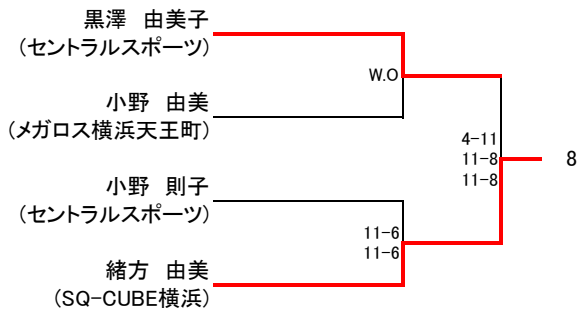 黒澤　由美子
(セントラルスポーツ)
W.O
小野　由美
(メガロス横浜天王町)
4-11
11-8
11-8
8
小野　則子
(セントラルスポーツ)
11-6
11-6
緒方　由美
(SQ-CUBE横浜)